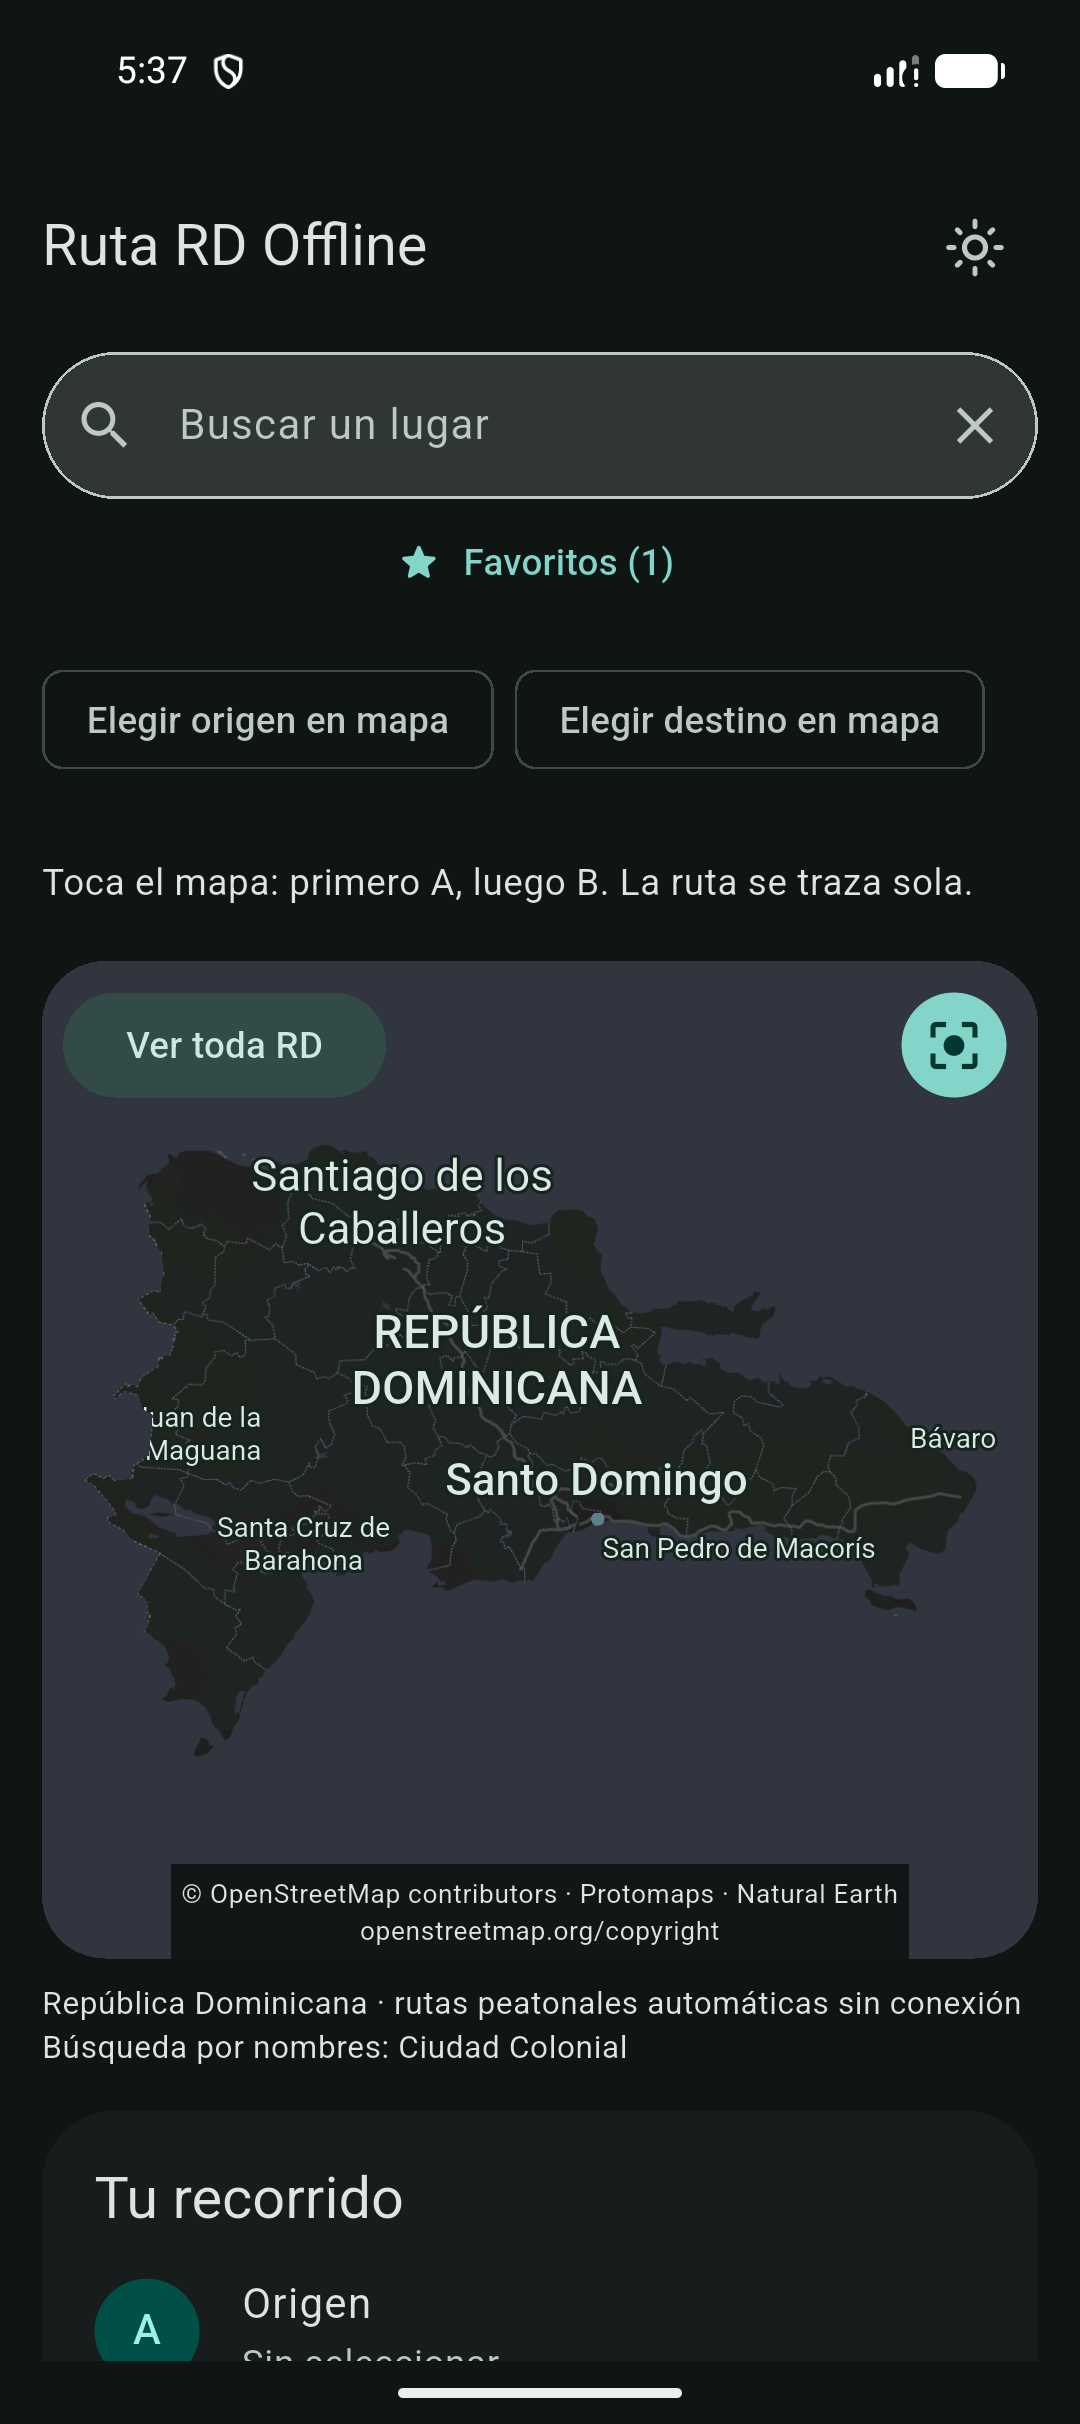 5:37
Ruta RD Offline
Buscar un lugar
Favoritos (1)
Elegir origen en mapa
Elegir destino en mapa
Toca el mapa: primero A, luego B. La ruta se traza sola.
Ver toda RD
Santiago de los
Caballeros
REPÚBLICA
DOMINICANA
uan de la
Maguana
Bávaro
Santo Domingo
Santa Cruz de
Barahona
San Pedro de Macorís
© OpenStreetMap contributors · Protomaps · Natural Earth
openstreetmap.org/copyright
República Dominicana · rutas peatonales automáticas sin conexión
Búsqueda por nombres: Ciudad Colonial
Tu recorrido
A
Origen
Sin seleccionar